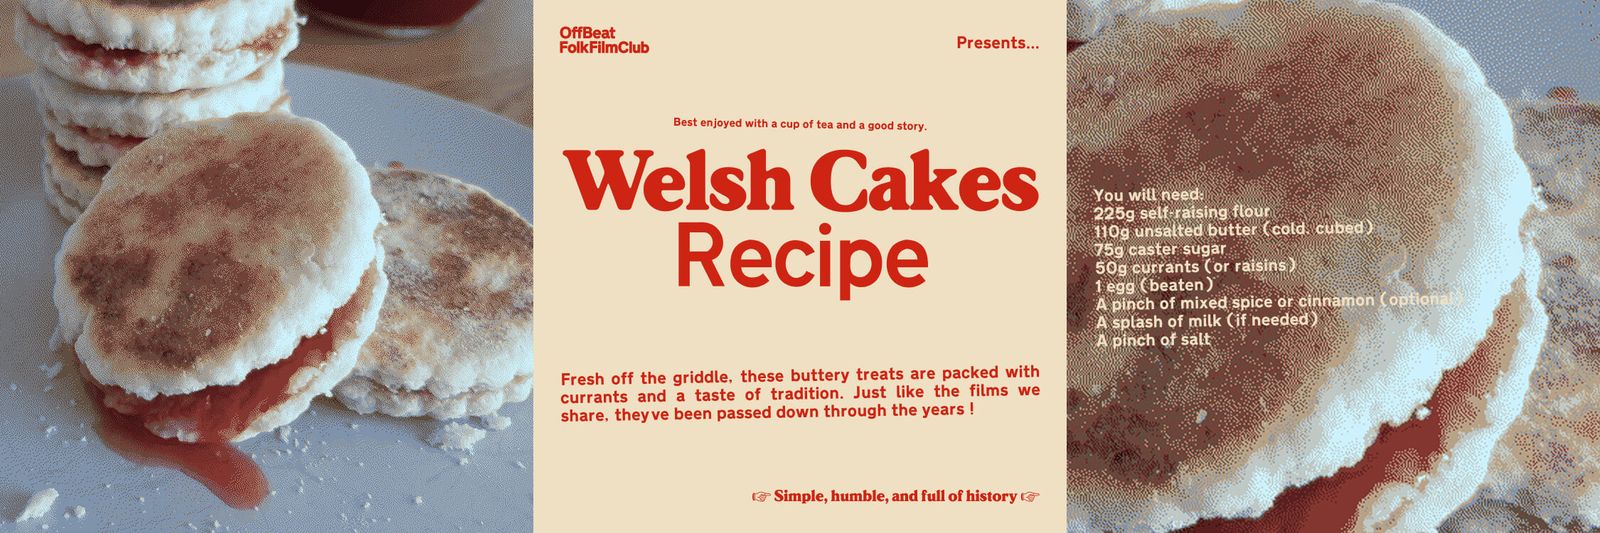 OffBeat
FolkFilmClub
Presents...
Best enjoyed with a cup of tea and a good story.
Welsh Cakes
Recipe
Fresh off the griddle, these buttery treats are packed with
currants and a taste of tradition. Just like the films we
share, they've been passed down through the years !
☞ Simple, humble, and full of history ☞
You will need:
225g self-raising flour
110g unsalted butter (cold, cubed)
75g caster sugar
50g currants (or raisins)
1 egg (beaten)
A pinch of mixed spice or cinnamon (optional)
A splash of milk (if needed)
A pinch of salt